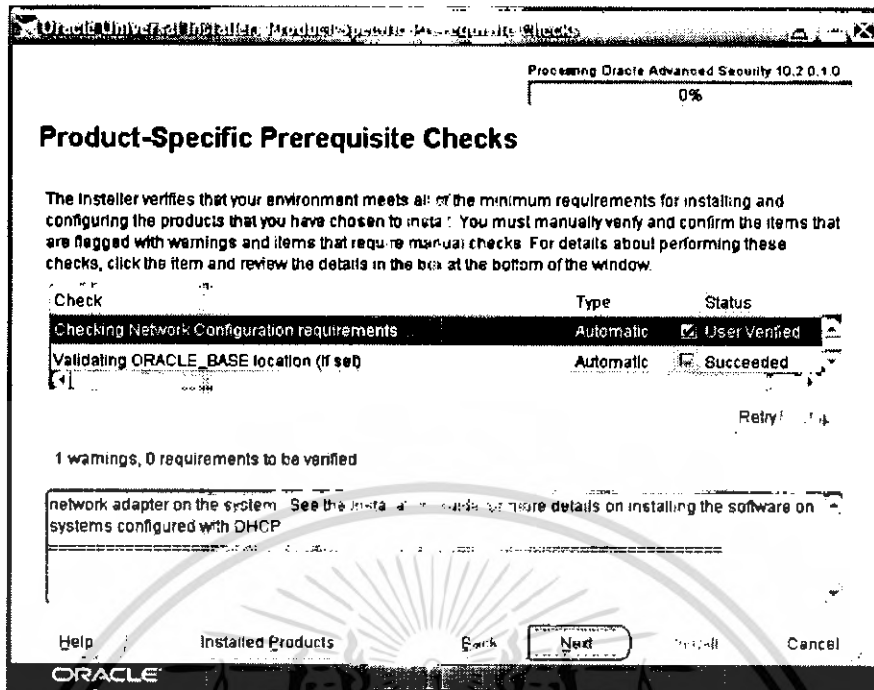 Oracle Universal Installer: Product-Specific Prerequisite Checks
Processing Oracle Advanced Security 10.2.0.1.0
0%
Product-Specific Prerequisite Checks
The Installer verifies that your environment meets all of the minimum requirements for installing and
configuring the products that you have chosen to install. You must manually verify and confirm the items that
are flagged with warnings and items that require manual checks. For details about performing these
checks, click the item and review the details in the box at the bottom of the window.
Check Type Status
Checking Network Configuration requirements ... Automatic User Verified
Validating ORACLE_BASE location (if set) Automatic Succeeded
Retry
1 warnings, 0 requirements to be verified
network adapter on the system. See the installation guide for more details on installing the software on
systems configured with DHCP
Help Installed Products Back Next Install Cancel
ORACLE